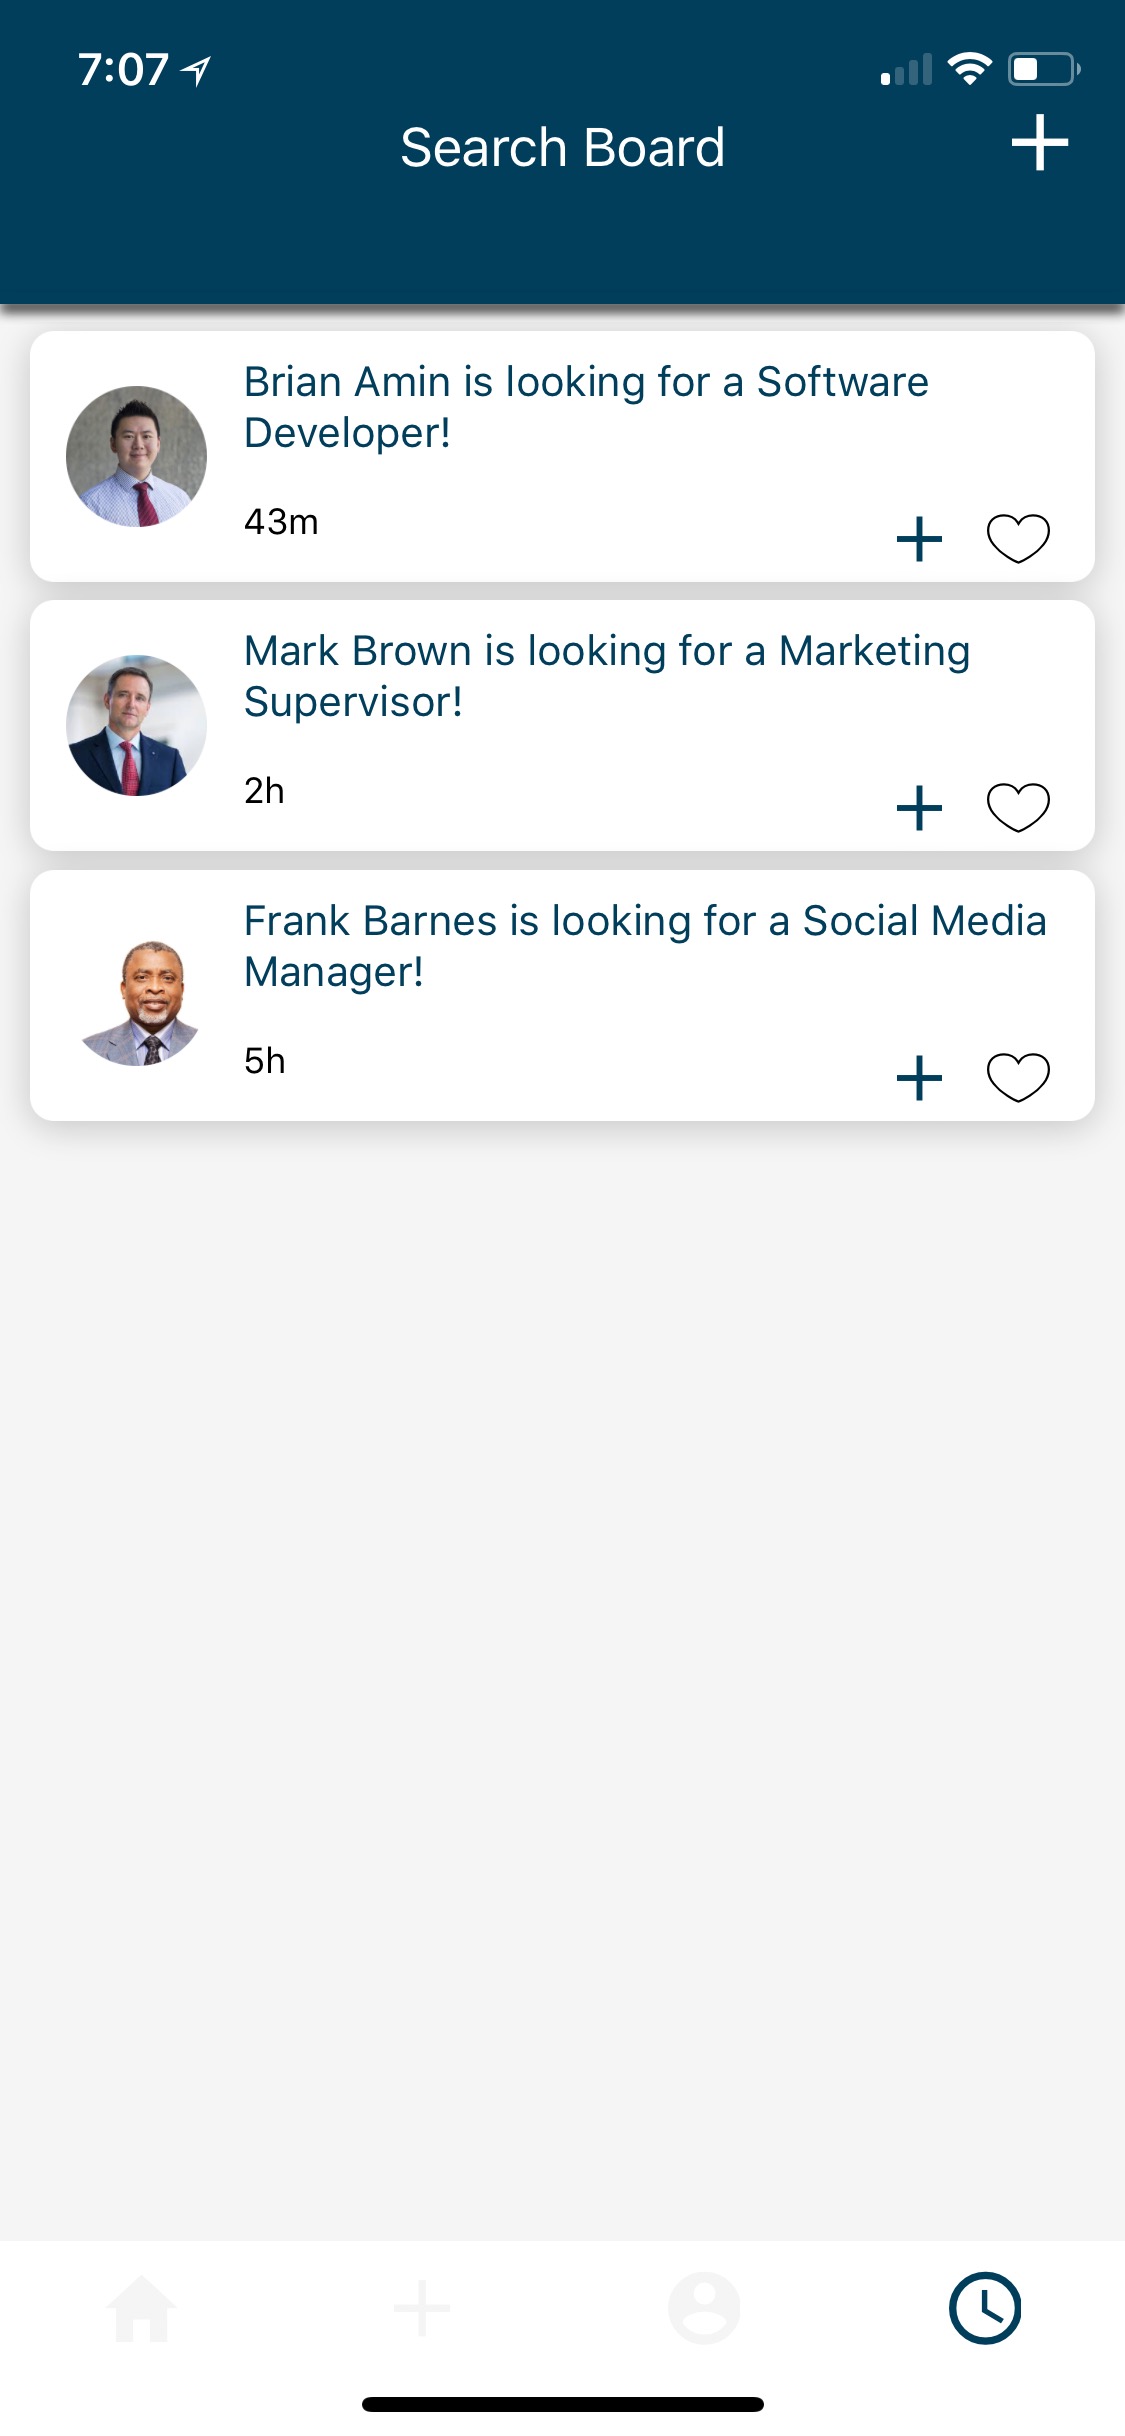 7:07
Search Board
Brian Amin is looking for a Software
Developer!
43m
Mark Brown is looking for a Marketing
Supervisor!
2h
Frank Barnes is looking for a Social Media
Manager!
5h